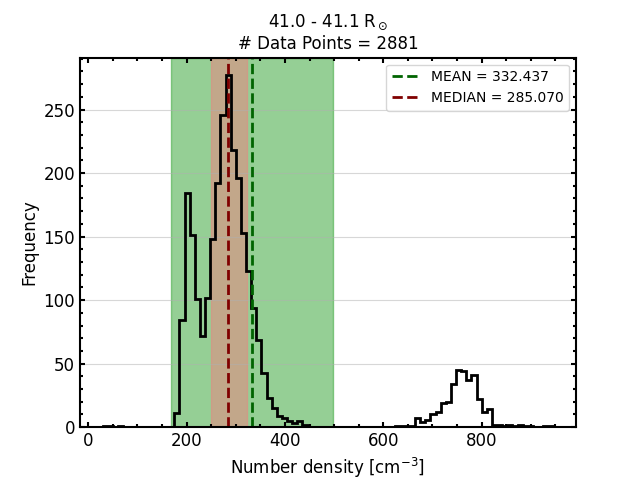 41.0 - 41.1 R⊙
# Data Points = 2881
MEAN = 332.437
MEDIAN = 285.070
Frequency
250
200
150
100
50
0
0 200 400 600 800
Number density [cm⁻³]